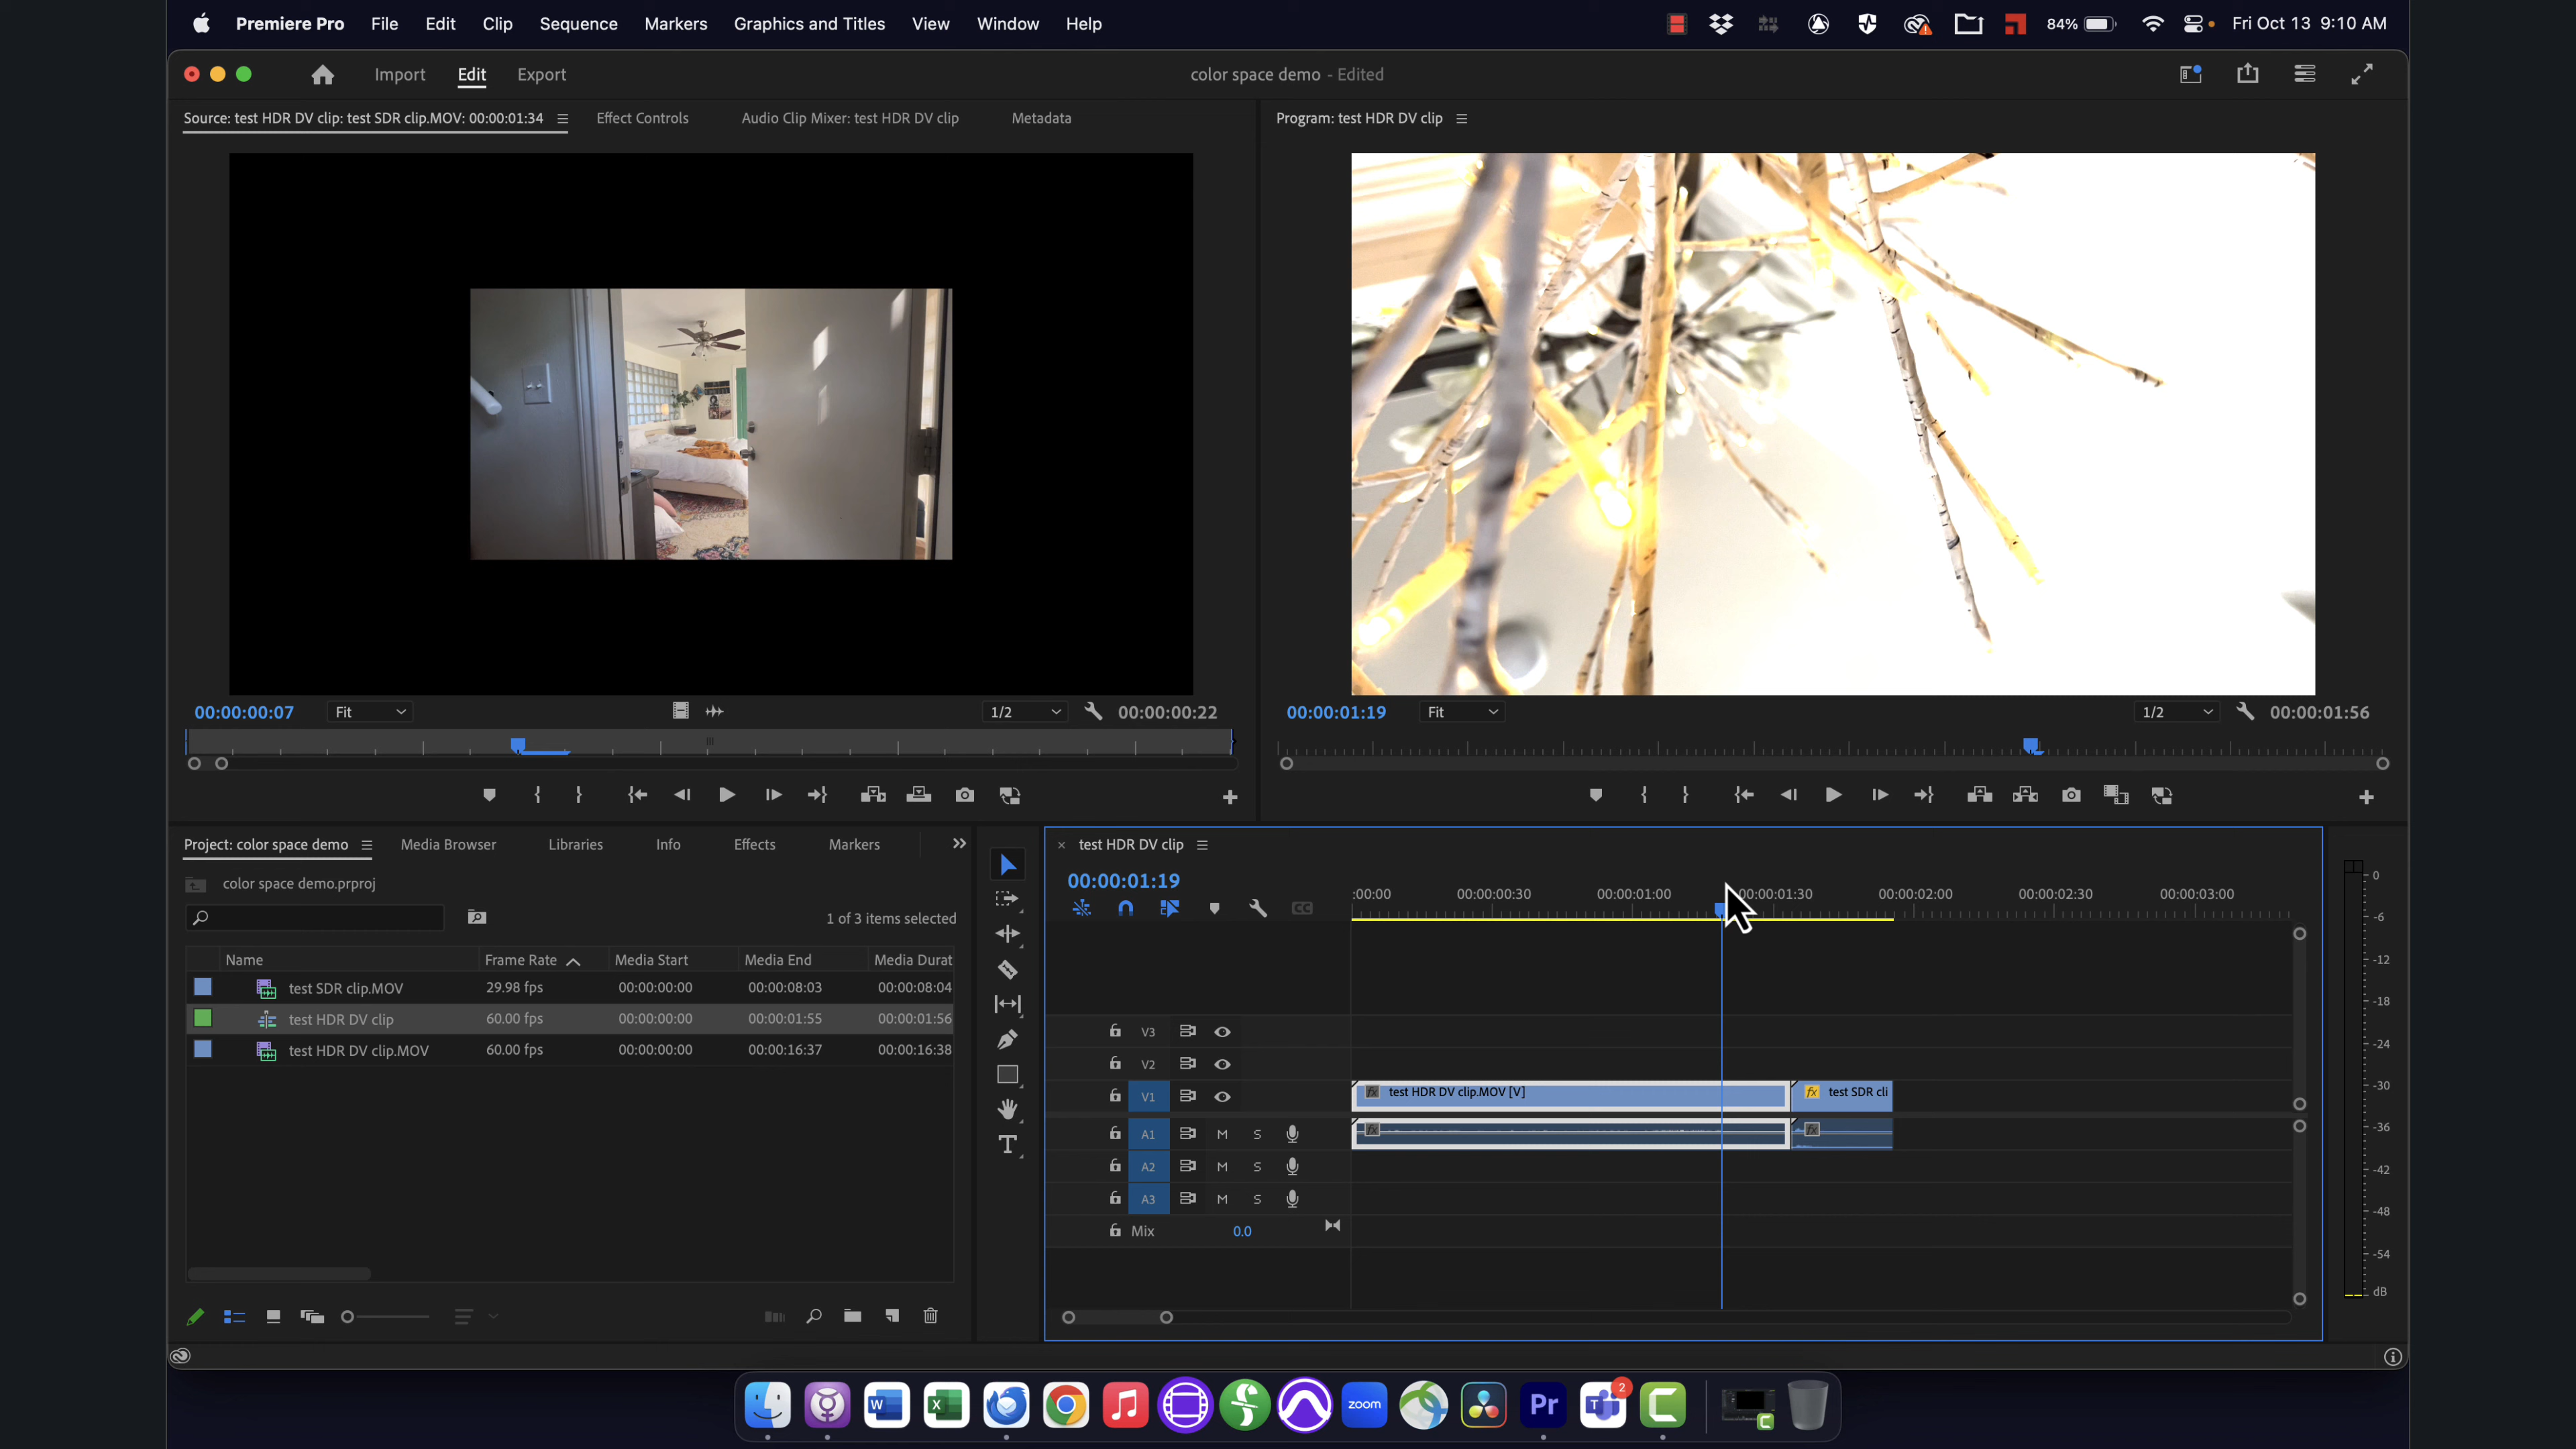 Premiere Pro File Edit Clip Sequence Markers Graphics and Titles View Window Help 84% Fri Oct 13 9:10 AM
Import Edit Export color space demo - Edited
Source: test HDR DV clip: test SDR clip.MOV: 00:00:01:34 Effect Controls Audio Clip Mixer: test HDR DV clip Metadata Program: test HDR DV clip
00:00:00:07 Fit 1/2 00:00:00:22 00:00:01:19 Fit 1/2 00:00:01:56
Project: color space demo Media Browser Libraries Info Effects Markers
color space demo.prproj
1 of 3 items selected
Name Frame Rate Media Start Media End Media Durat
test SDR clip.MOV 29.98 fps 00:00:00:00 00:00:08:03 00:00:08:04
test HDR DV clip 60.00 fps 00:00:00:00 00:00:01:55 00:00:01:56
test HDR DV clip.MOV 60.00 fps 00:00:00:00 00:00:16:37 00:00:16:38
T
× test HDR DV clip
00:00:01:19
:00:00 00:00:00:30 00:00:01:00 00:00:01:30 00:00:02:00 00:00:02:30 00:00:03:00
CC
V3
V2
V1 fx test HDR DV clip.MOV [V] fx test SDR cli
A1 M S fx fx
A2 M S
A3 M S
Mix 0.0
0
-6
-12
-18
-24
-30
-36
-42
-48
-54
dB
W X zoom Pr T 2 C